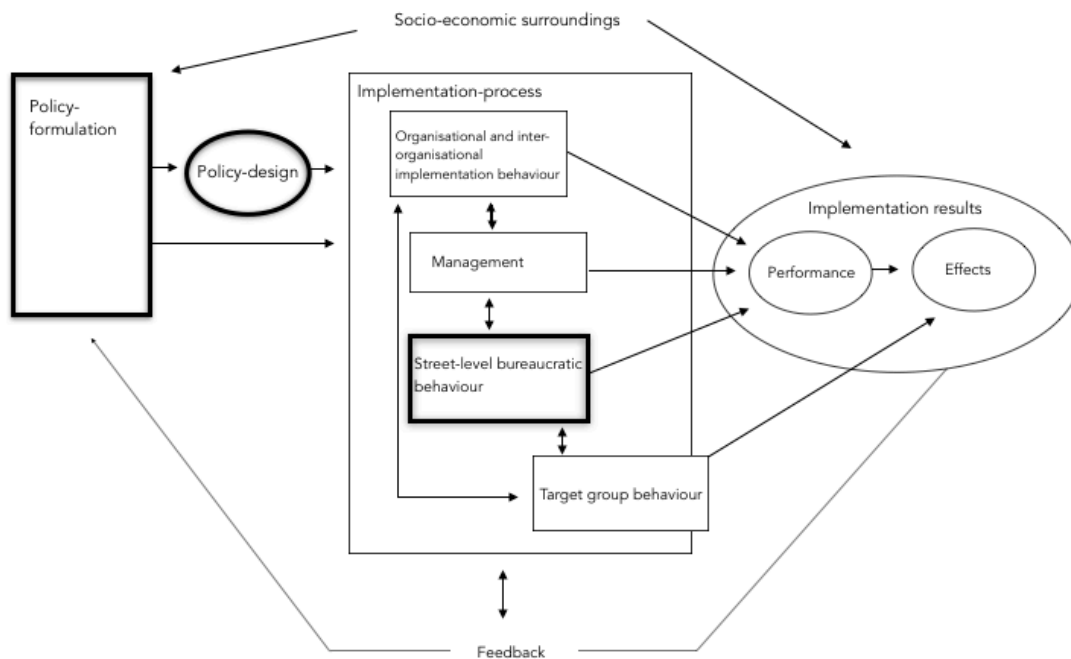 Socio-economic surroundings
Policy-
formulation
Policy-design
Implementation-process
Organisational and inter-
organisational
implementation behaviour
Management
Street-level bureaucratic
behaviour
Target group behaviour
Implementation results
Performance
Effects
Feedback